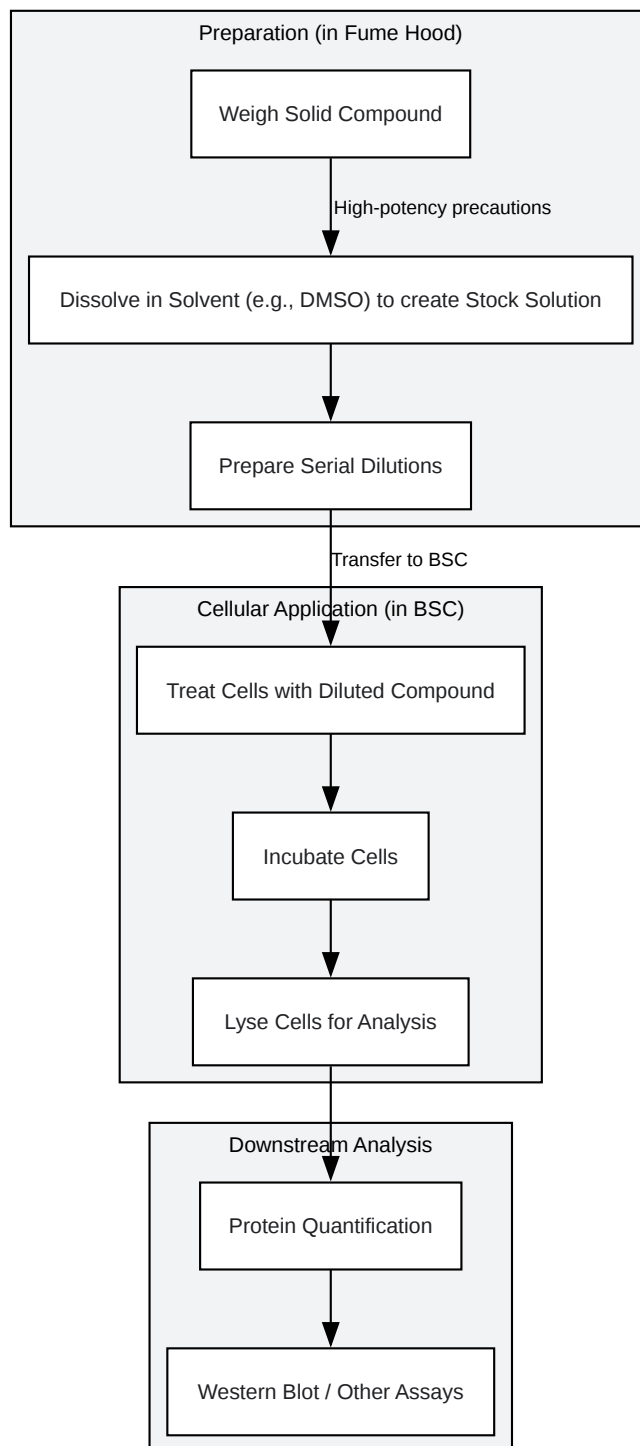 Preparation (in Fume Hood)
Weigh Solid Compound
High-potency precautions
Dissolve in Solvent (e.g., DMSO) to create Stock Solution
Prepare Serial Dilutions
Transfer to BSC
Cellular Application (in BSC)
Treat Cells with Diluted Compound
Incubate Cells
Lyse Cells for Analysis
Downstream Analysis
Protein Quantification
Western Blot / Other Assays